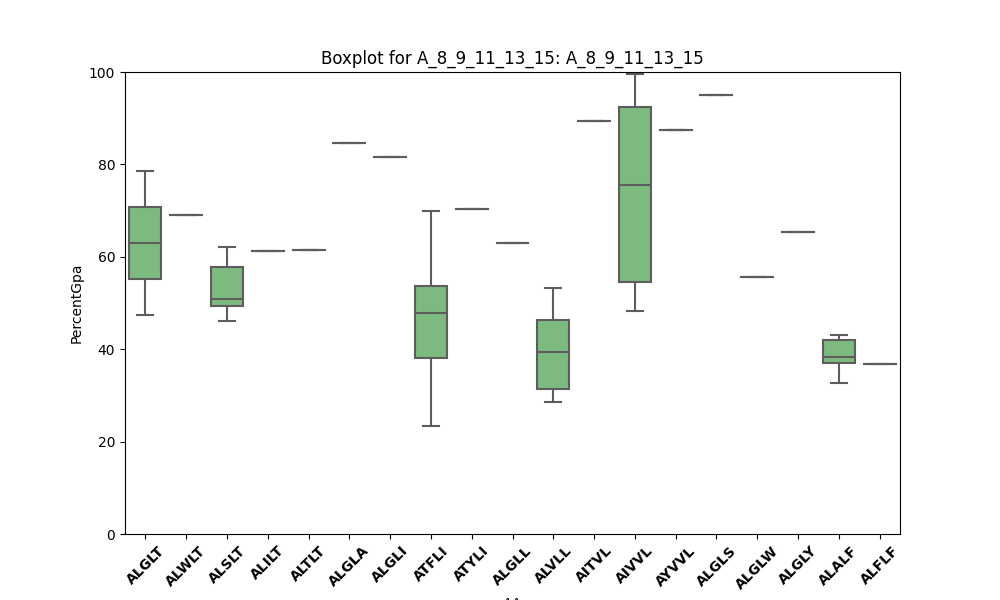 Boxplot for A_8_9_11_13_15: A_8_9_11_13_15
100
80
60
40
20
0
PercentGpa
ALGLT
ALWLT
ALSLT
ALILT
ALTLT
ALGLA
ALGLI
ATFLI
ATYLI
ALGLL
ALVLL
AITVL
AIVVL
AYVVL
ALGLS
ALGLW
ALGLY
ALALF
ALFLF